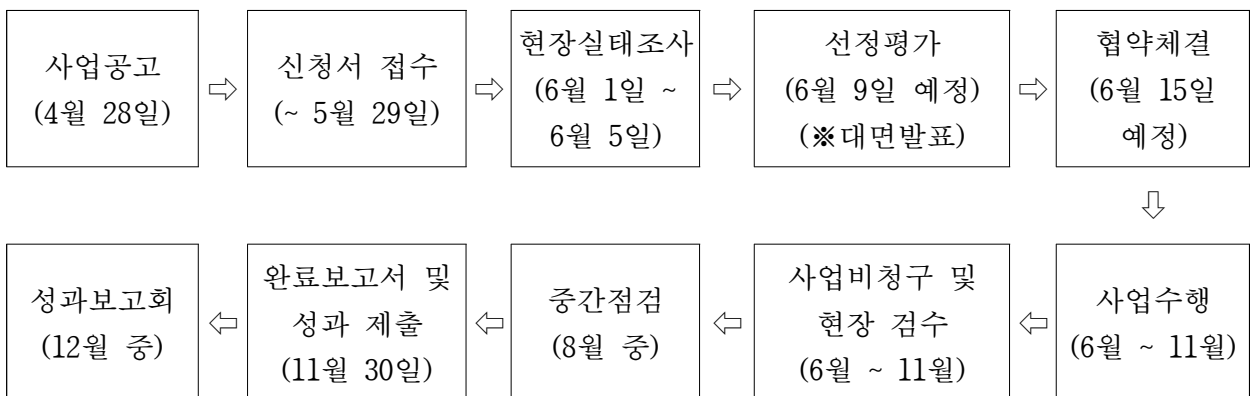 사업공고
(4월 28일)
⇨
신청서 접수
(~ 5월 29일)
⇨
현장실태조사
(6월 1일 ~
6월 5일)
⇨
선정평가
(6월 9일 예정)
(※대면발표)
⇨
협약체결
(6월 15일
예정)
⇩
사업수행
(6월 ~ 11월)
⇦
사업비청구 및
현장 검수
(6월 ~ 11월)
⇦
중간점검
(8월 중)
⇦
완료보고서 및
성과 제출
(11월 30일)
⇦
성과보고회
(12월 중)